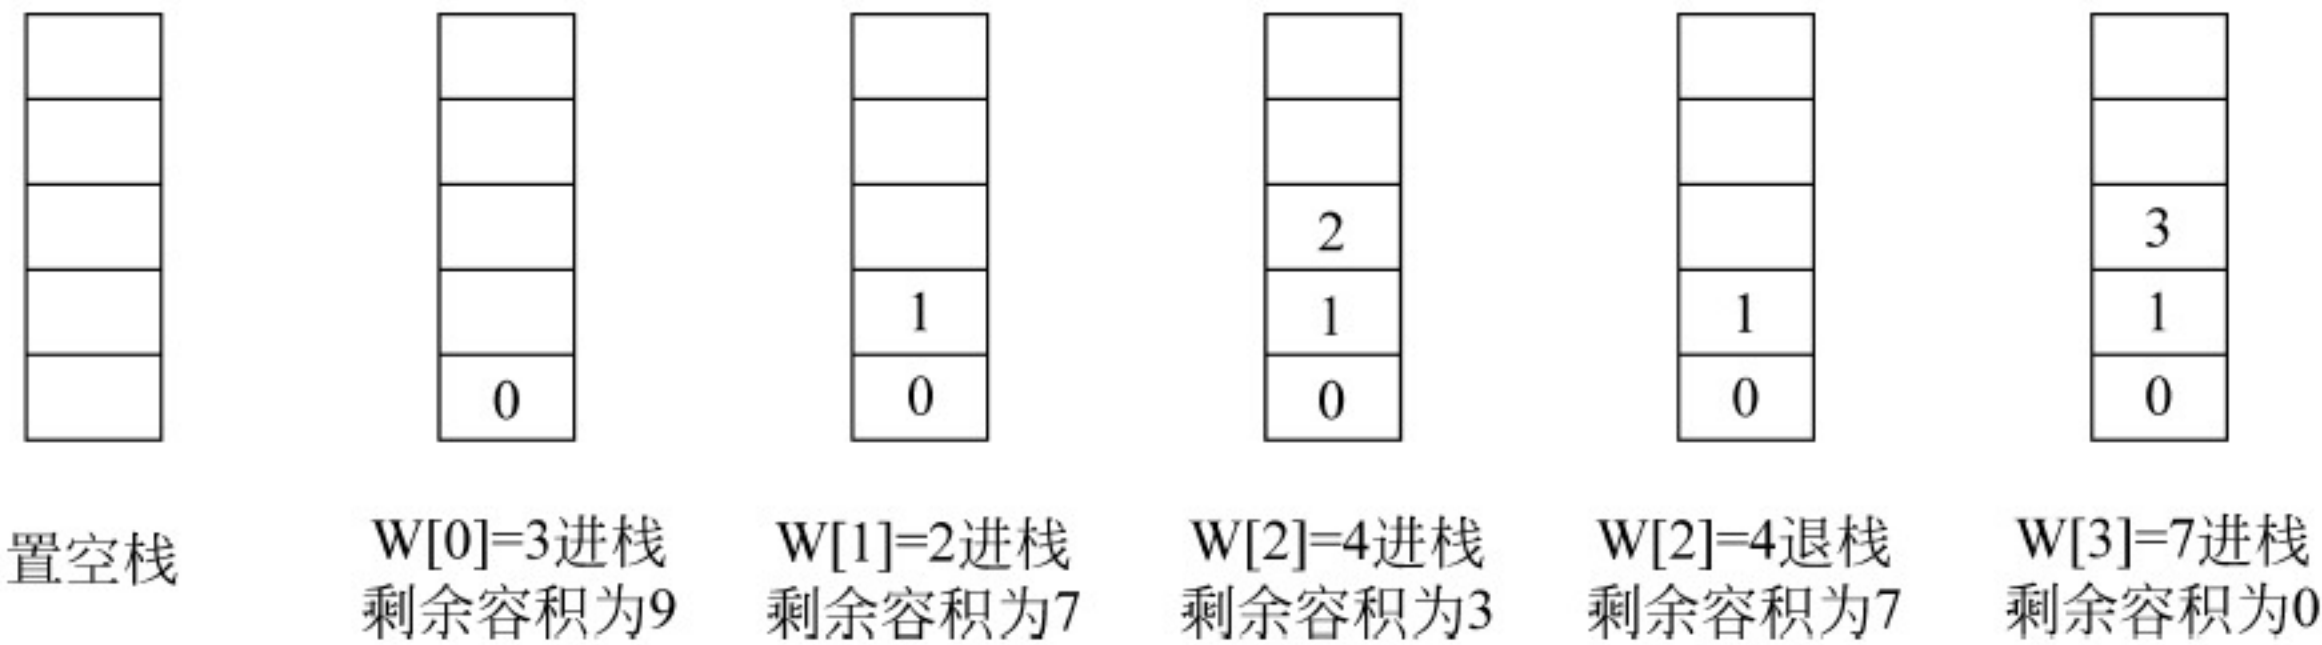 2
3
1
1
1
1
0
0
0
0
0
置空栈
W[0]=3进栈
剩余容积为9
W[1]=2进栈
剩余容积为7
W[2]=4进栈
剩余容积为3
W[2]=4退栈
剩余容积为7
W[3]=7进栈
剩余容积为0